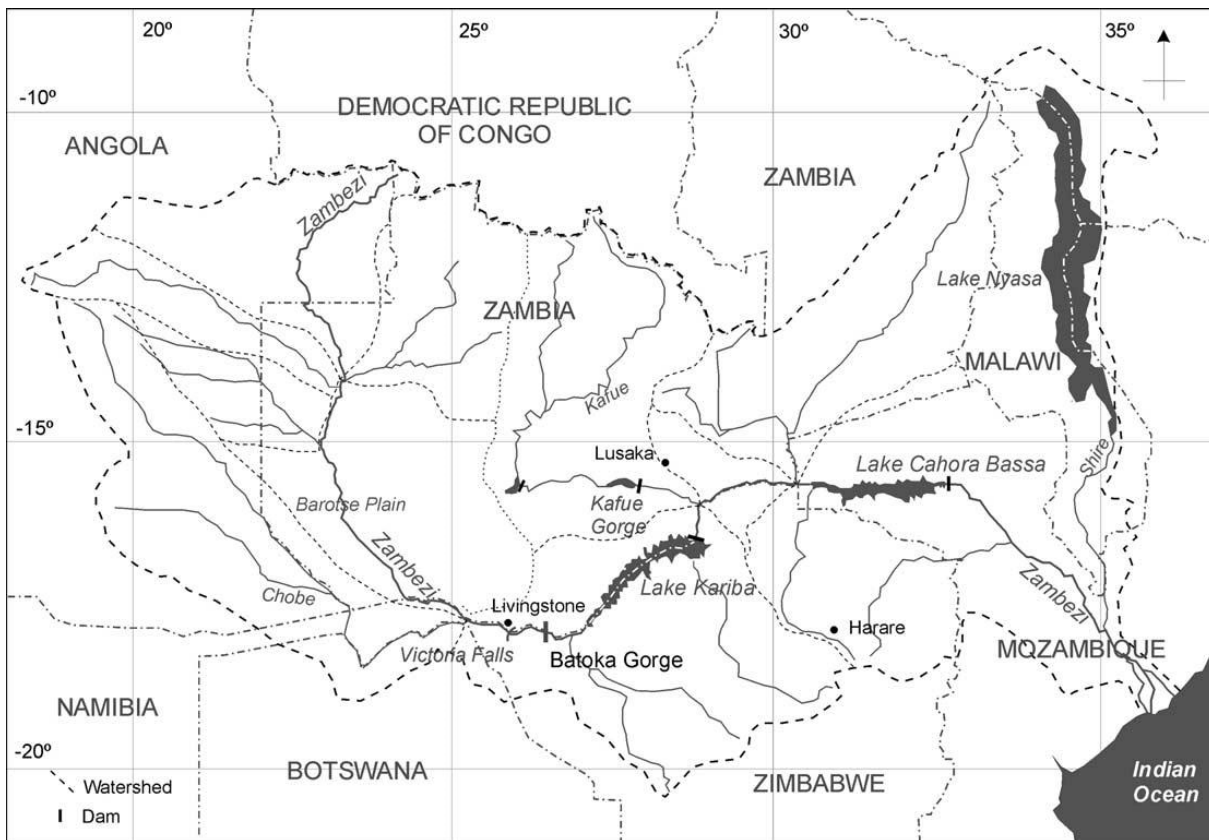 20º
25º
30º
35º
-10º
DEMOCRATIC REPUBLIC
OF CONGO
ANGOLA
ZAMBIA
Zambezi
Lake Nyasa
ZAMBIA
MALAWI
Kafue
-15º
Lusaka
Lake Cahora Bassa
Shire
Barotse Plain
Kafue
Gorge
Zambezi
Lake Kariba
Zambezi
Chobe
Livingstone
Harare
Victoria Falls
Batoka Gorge
MOZAMBIQUE
NAMIBIA
-20º
BOTSWANA
ZIMBABWE
Indian
Ocean
Watershed
Dam